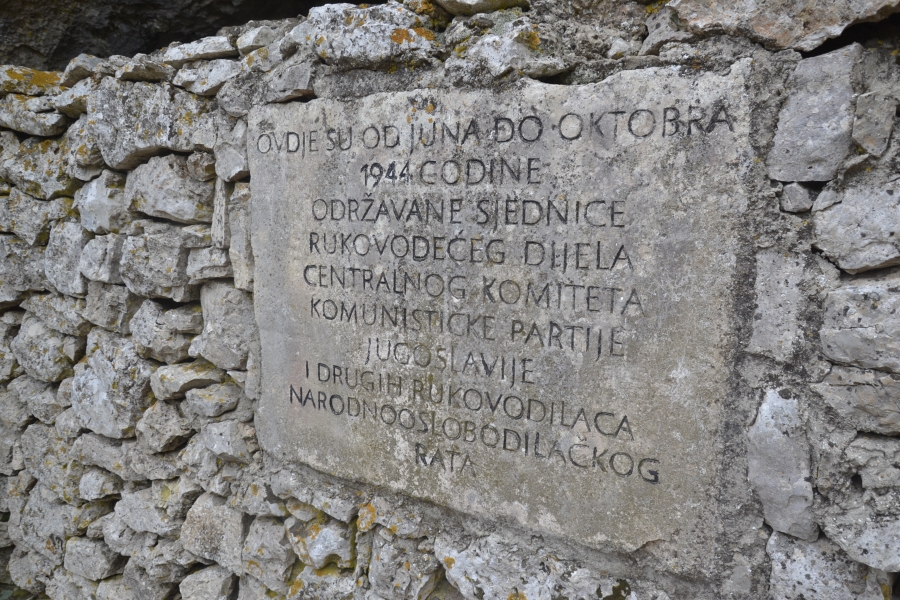 OVDJE SU OD JUNA DO OKTOBRA
1944 GODINE
ODRŽAVANE SJEDNICE
RUKOVODEĆEG DIJELA
CENTRALNOG KOMITETA
KOMUNISTIČKE PARTIJE
JUGOSLAVIJE
I DRUGIH RUKOVODILACA
NARODNOOSLOBODILAČKOG
RATA